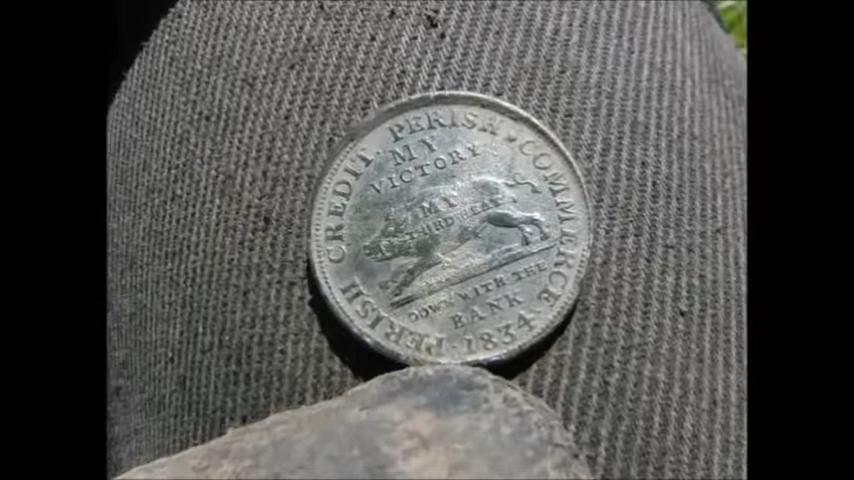 PERISH CREDIT. PERISH COMMERCE
MY
VICTORY
MY
THIRD HEAT
DOWN WITH THE
BANK
1834